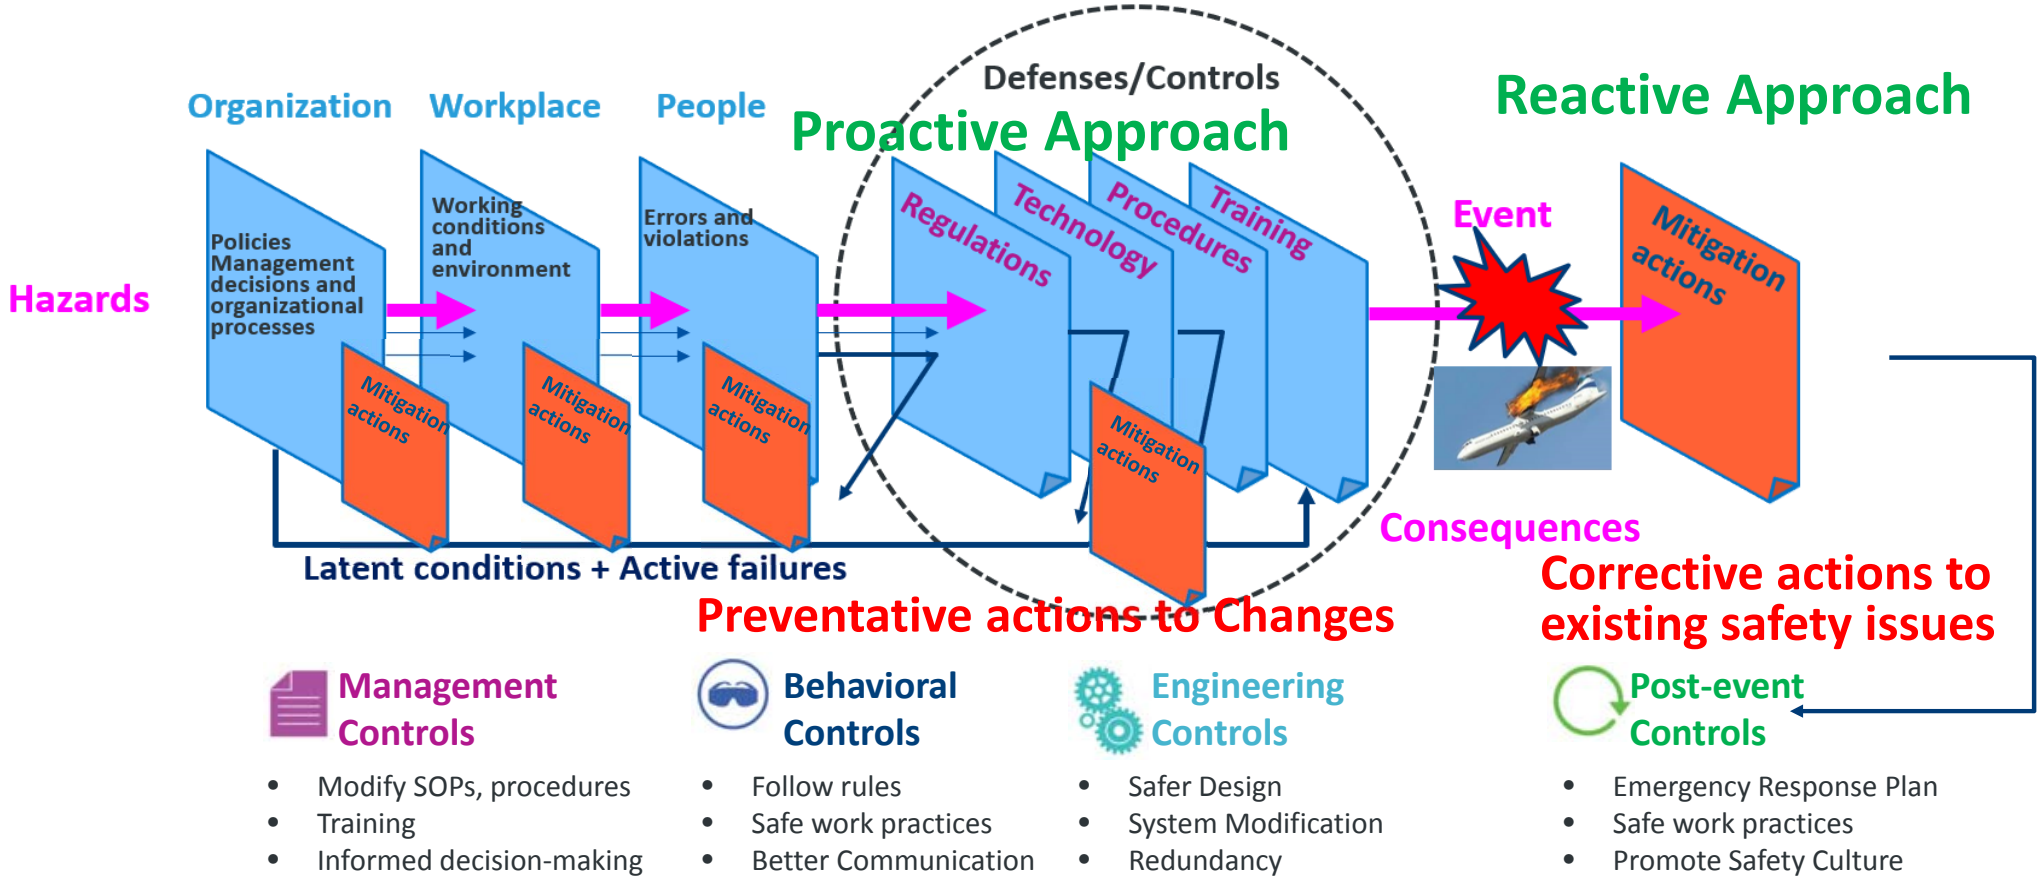 Defenses/Controls
Organization
Workplace
People
Proactive Approach
Reactive Approach
Hazards
Policies
Management
decisions and
organizational
processes
Working
conditions
and
environment
Errors and
violations
Regulations
Technology
Procedures
Training
Event
Mitigation
actions
Mitigation
actions
Mitigation
actions
Mitigation
actions
Mitigation
actions
Consequences
Latent conditions + Active failures
Preventative actions to Changes
Corrective actions to
existing safety issues
Management
Controls
• Modify SOPs, procedures
• Training
• Informed decision-making
Behavioral
Controls
• Follow rules
• Safe work practices
• Better Communication
Engineering
Controls
• Safer Design
• System Modification
• Redundancy
Post-event
Controls
• Emergency Response Plan
• Safe work practices
• Promote Safety Culture